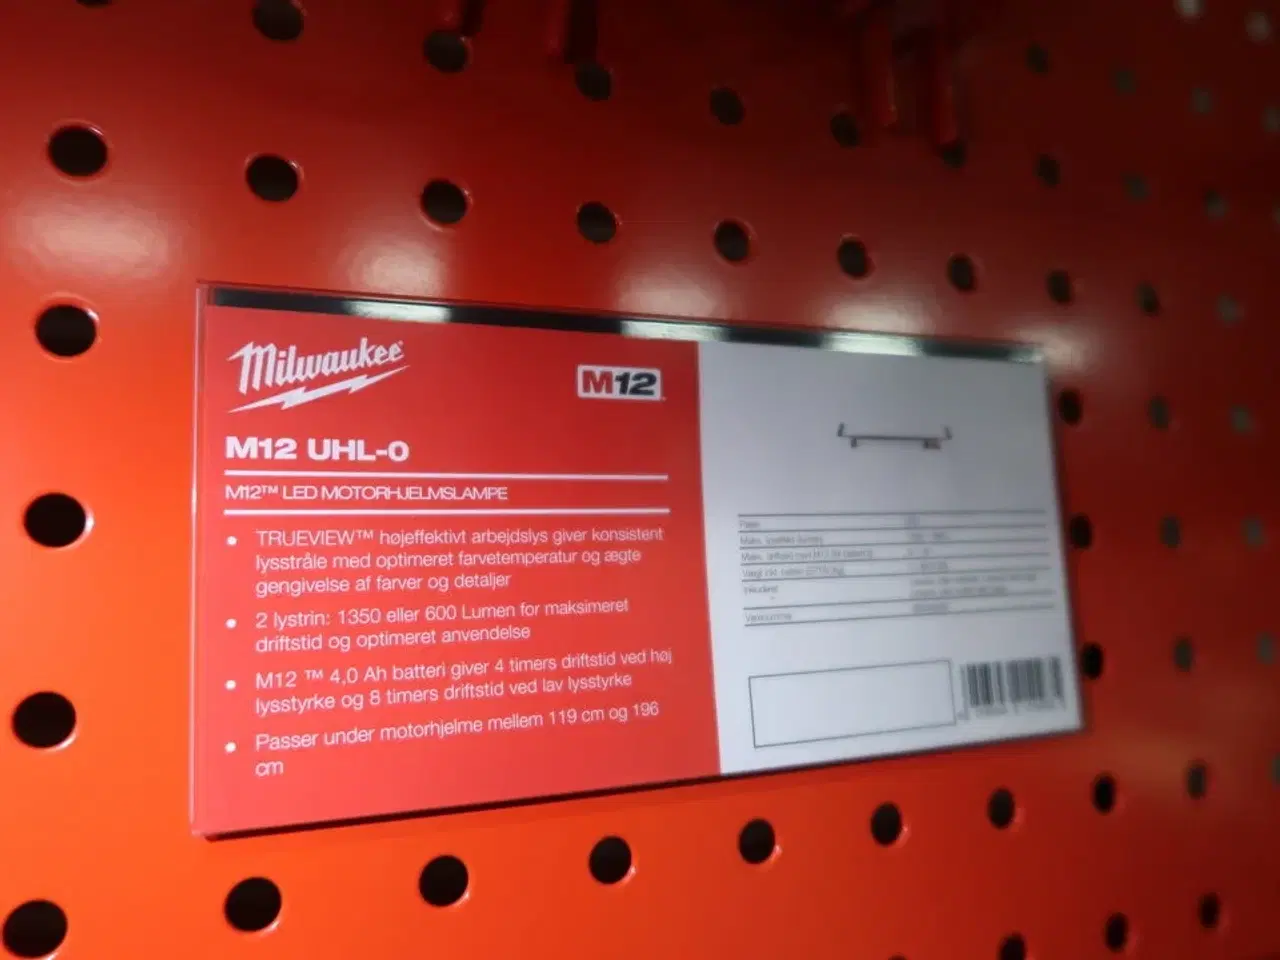 Milwaukee
M12
M12 UHL-0
M12™ LED MOTORHJELMSLAMPE
• TRUEVIEW™ højeffektivt arbejdslys giver konsistent
lysstråle med optimeret farvetemperatur og ægte
gengivelse af farver og detaljer
• 2 lystrin: 1350 eller 600 Lumen for maksimeret
driftstid og optimeret anvendelse
• M12 ™ 4,0 Ah batteri giver 4 timers driftstid ved høj
lysstyrke og 8 timers driftstid ved lav lysstyrke
• Passer under motorhjelme mellem 119 cm og 196
cm
Varenummer